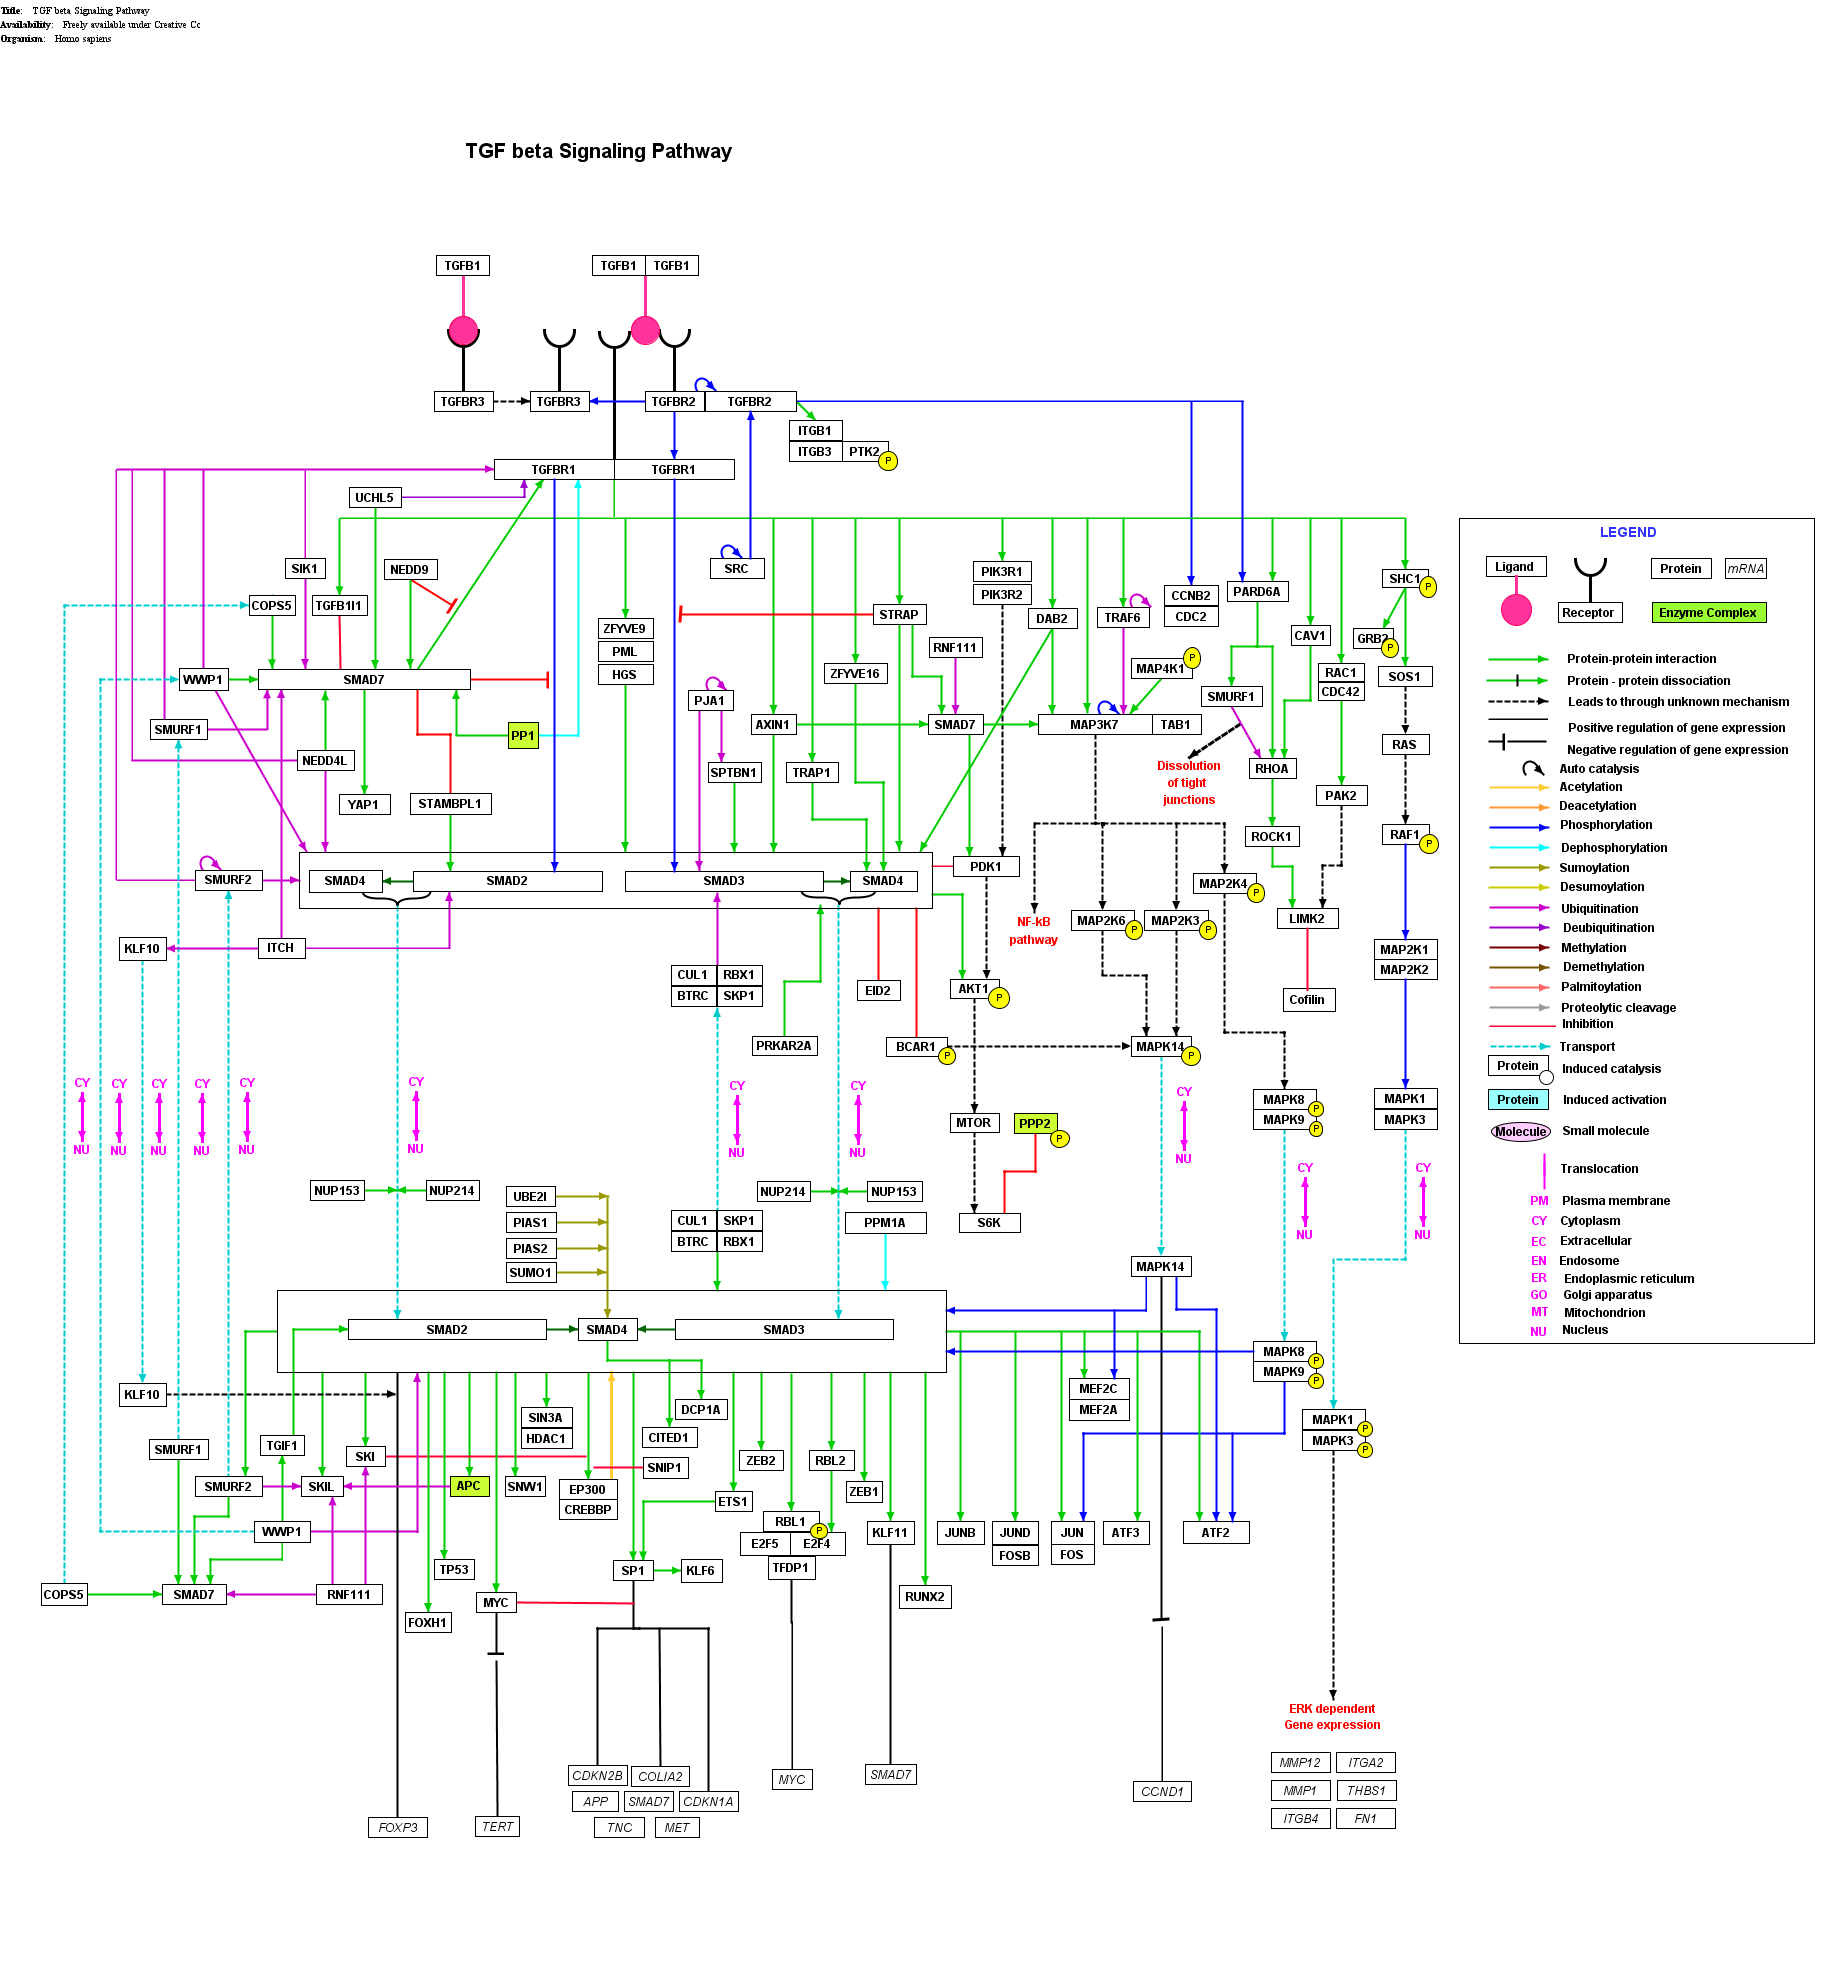 Title: TGF beta Signaling Pathway
Availability: Freely available under Creative Cc
Organism: Homo sapiens
TGF beta Signaling Pathway
TGFB1
TGFB1 TGFB1
TGFBR3 TGFBR3 TGFBR2 TGFBR2
ITGB1
ITGB3 PTK2 P
TGFBR1 TGFBR1
UCHL5
SIK1 NEDD9 SRC
PIK3R1
PIK3R2
CCNB2
CDC2
PARD6A
SHC1 P
COPS5 TGFB1I1
STRAP DAB2 TRAF6
ZFYVE9
PML
HGS
RNF111
CAV1
GRB2 P
MAP4K1 P
ZFYVE16
RAC1
CDC42
SOS1
WWP1 SMAD7
PJA1
SMURF1
SMURF1
PP1
AXIN1 SMAD7 MAP3K7 TAB1
RAS
NEDD4L
SPTBN1 TRAP1
Dissolution
of tight
junctions
RHOA
YAP1 STAMBPL1
PAK2
ROCK1
RAF1 P
PDK1
SMURF2
SMAD4 SMAD2 SMAD3 SMAD4
MAP2K4 P
KLF10 ITCH
NF-kB
pathway
MAP2K6 P
MAP2K3 P
LIMK2
MAP2K1
MAP2K2
CUL1 RBX1
BTRC SKP1
EID2
AKT1 P
Cofilin
PRKAR2A
BCAR1 P
MAPK14 P
CY CY CY CY CY CY CY CY CY
NU NU NU NU NU NU NU NU NU
MAPK8 P
MAPK9 P
MAPK1
MAPK3
MTOR
PPP2 P
CY CY
NU NU
NUP153 NUP214
UBE2I
PIAS1
PIAS2
SUMO1
NUP214 NUP153
CUL1 SKP1
BTRC RBX1
PPM1A
S6K
MAPK14
SMAD2 SMAD4 SMAD3
MAPK8 P
MAPK9 P
KLF10
MEF2C
MEF2A
DCP1A
SIN3A
HDAC1
CITED1
MAPK1 P
MAPK3 P
SMURF1 TGIF1 SKI
SNIP1
ZEB2 RBL2
SMURF2 SKIL APC SNW1
EP300
CREBBP
ZEB1
ETS1
RBL1 P
E2F5 E2F4
TFDP1
WWP1
KLF11
JUNB
JUND
FOSB
JUN
FOS
ATF3
ATF2
TP53
SP1 KLF6
COPS5 SMAD7 RNF111
RUNX2
MYC
FOXH1
ERK dependent
Gene expression
CDKN2B COLIA2
APP SMAD7 CDKN1A
TNC MET
MYC
SMAD7
CCND1
FOXP3
TERT
MMP12 ITGA2
MMP1 THBS1
ITGB4 FN1
LEGEND
Ligand
Protein mRNA
Receptor Enzyme Complex
Protein-protein interaction
Protein - protein dissociation
Leads to through unknown mechanism
Positive regulation of gene expression
Negative regulation of gene expression
Auto catalysis
Acetylation
Deacetylation
Phosphorylation
Dephosphorylation
Sumoylation
Desumoylation
Ubiquitination
Deubiquitination
Methylation
Demethylation
Palmitoylation
Proteolytic cleavage
Inhibition
Transport
Protein Induced catalysis
Protein Induced activation
Molecule Small molecule
Translocation
PM Plasma membrane
CY Cytoplasm
EC Extracellular
EN Endosome
ER Endoplasmic reticulum
GO Golgi apparatus
MT Mitochondrion
NU Nucleus